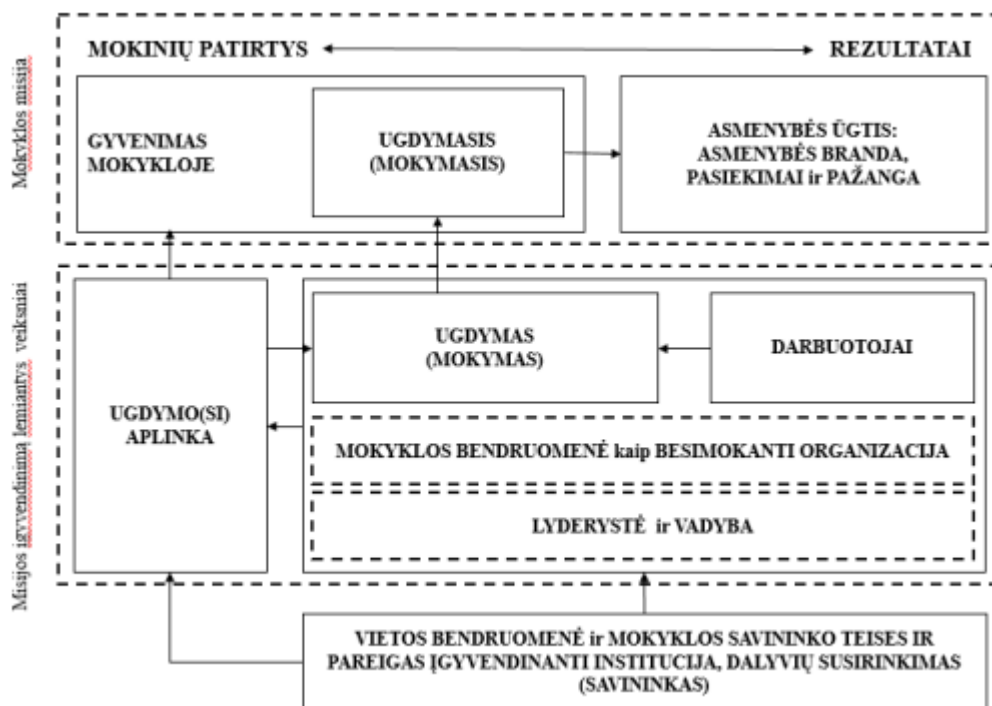 MOKINIŲ PATIRTYS
REZULTATAI
Mokyklos misija
GYVENIMAS
MOKYKLOJE
UGDYMASIS
(MOKYMASIS)
ASMENYBĖS ŪGTIS:
ASMENYBĖS BRANDA,
PASIEKIMAI ir PAŽANGA
Misijos įgyvendinimą lemiantys veiksniai
UGDYMO(SI)
APLINKA
UGDYMAS
(MOKYMAS)
DARBUOTOJAI
MOKYKLOS BENDRUOMENĖ kaip BESIMOKANTI ORGANIZACIJA
LYDERYSTĖ ir VADYBA
VIETOS BENDRUOMENĖ ir MOKYKLOS SAVININKO TEISES IR
PAREIGAS ĮGYVENDINANTI INSTITUCIJA, DALYVIŲ SUSIRINKIMAS
(SAVININKAS)